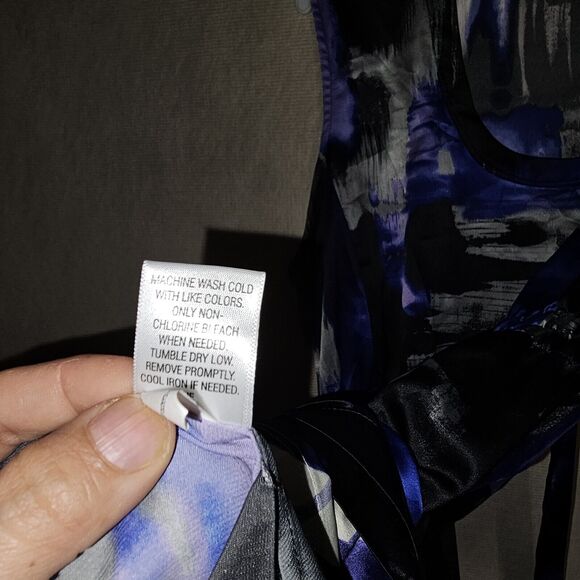 MACHINE WASH COLD
WITH LIKE COLORS.
ONLY NON-
CHLORINE BLEACH
WHEN NEEDED.
TUMBLE DRY LOW.
REMOVE PROMPTLY.
COOL IRON IF NEEDED.